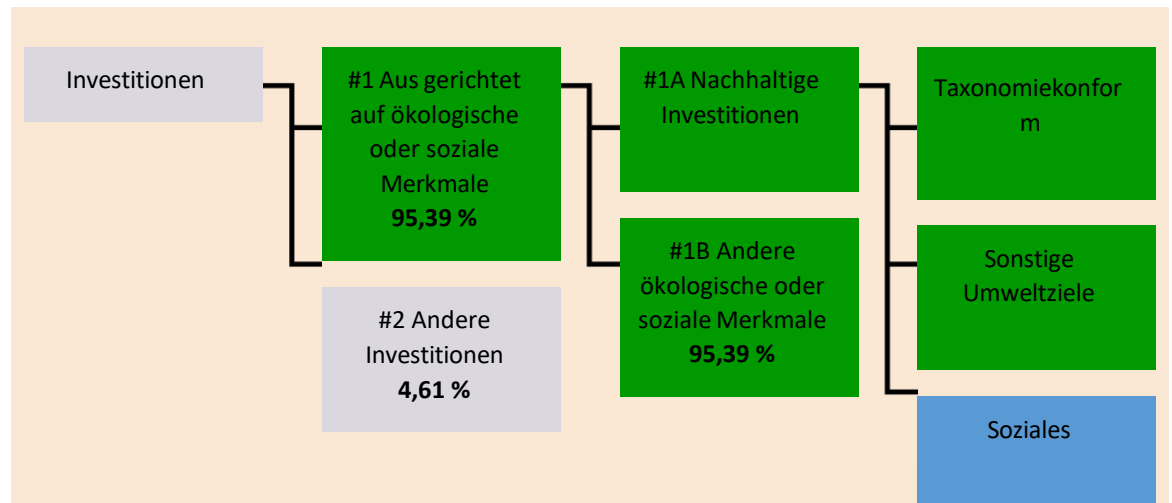 Investitionen
#1 Aus gerichtet
auf ökologische
oder soziale
Merkmale
95,39 %
#2 Andere
Investitionen
4,61 %
#1A Nachhaltige
Investitionen
#1B Andere
ökologische oder
soziale Merkmale
95,39 %
Taxonomiekonfor
m
Sonstige
Umweltziele
Soziales